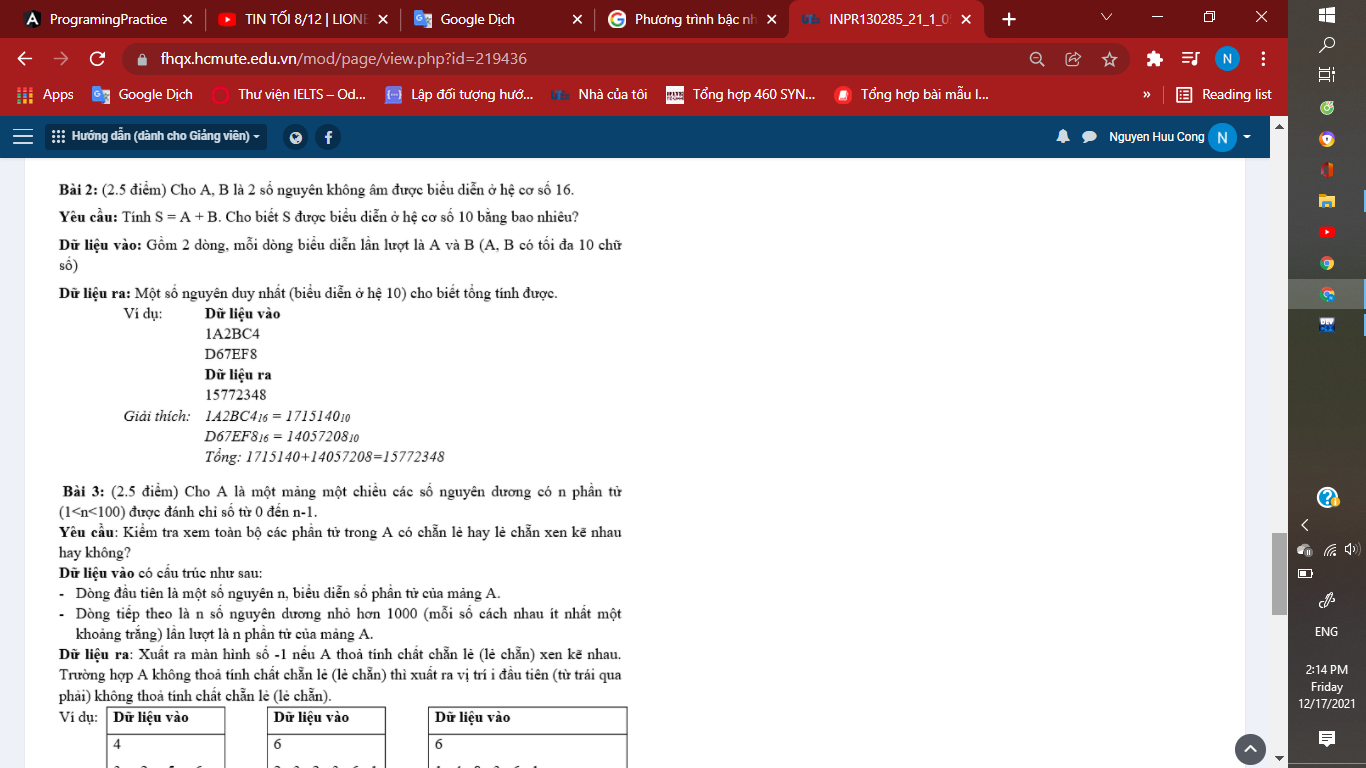 ProgramingPractice
TIN TỐI 8/12 | LIONE
Google Dịch
Phương trình bậc nh
INPR130285_21_1_0
fhqx.hcmute.edu.vn/mod/page/view.php?id=219436
N
Apps
Google Dịch
Thư viện IELTS – Od...
Lập đối tượng hướ...
Nhà của tôi
Tổng hợp 460 SYN...
Tổng hợp bài mẫu I...
»
Reading list
Hướng dẫn (dành cho Giảng viên)
Nguyen Huu Cong
N
Bài 2: (2.5 điểm) Cho A, B là 2 số nguyên không âm được biểu diễn ở hệ cơ số 16.
Yêu cầu: Tính S = A + B. Cho biết S được biểu diễn ở hệ cơ số 10 bằng bao nhiêu?
Dữ liệu vào: Gồm 2 dòng, mỗi dòng biểu diễn lần lượt là A và B (A, B có tối đa 10 chữ
số)
Dữ liệu ra: Một số nguyên duy nhất (biểu diễn ở hệ 10) cho biết tổng tính được.
Ví dụ: Dữ liệu vào
1A2BC4
D67EF8
Dữ liệu ra
15772348
Giải thích: 1A2BC416 = 171514010
D67EF816 = 1405720810
Tổng: 1715140+14057208=15772348
Bài 3: (2.5 điểm) Cho A là một mảng một chiều các số nguyên dương có n phần tử
(1<n<100) được đánh chỉ số từ 0 đến n-1.
Yêu cầu: Kiểm tra xem toàn bộ các phần tử trong A có chẵn lẻ hay lẻ chẵn xen kẽ nhau
hay không?
Dữ liệu vào có cấu trúc như sau:
- Dòng đầu tiên là một số nguyên n, biểu diễn số phần tử của mảng A.
- Dòng tiếp theo là n số nguyên dương nhỏ hơn 1000 (mỗi số cách nhau ít nhất một
khoảng trắng) lần lượt là n phần tử của mảng A.
Dữ liệu ra: Xuất ra màn hình số -1 nếu A thoả tính chất chẵn lẻ (lẻ chẵn) xen kẽ nhau.
Trường hợp A không thoả tính chất chẵn lẻ (lẻ chẵn) thì xuất ra vị trí i đầu tiên (từ trái qua
phải) không thoả tính chất chẵn lẻ (lẻ chẵn).
Ví dụ: Dữ liệu vào Dữ liệu vào Dữ liệu vào
4 6 6
ENG
2:14 PM
Friday
12/17/2021